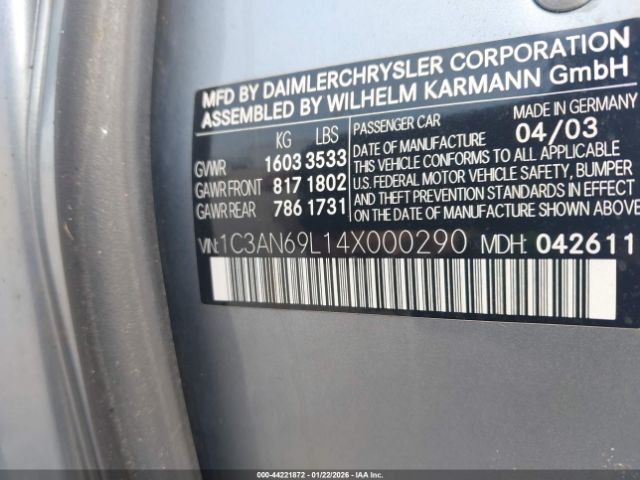 MFD BY DAIMLERCHRYSLER CORPORATION
ASSEMBLED BY WILHELM KARMANN GmbH
KG LBS
GVWR 1603 3533
GAWR FRONT 817 1802
GAWR REAR 786 1731
PASSENGER CAR MADE IN GERMANY
DATE OF MANUFACTURE 04/03
THIS VEHICLE CONFORMS TO ALL APPLICABLE
U.S. FEDERAL MOTOR VEHICLE SAFETY, BUMPER
AND THEFT PREVENTION STANDARDS IN EFFECT
ON THE DATE OF MANUFACTURE SHOWN ABOVE
VIN: 1C3AN69L14X000290 MDH: 042611
000-44221872 | 01/22/2026 - COPYRIGHT IAA, LLC